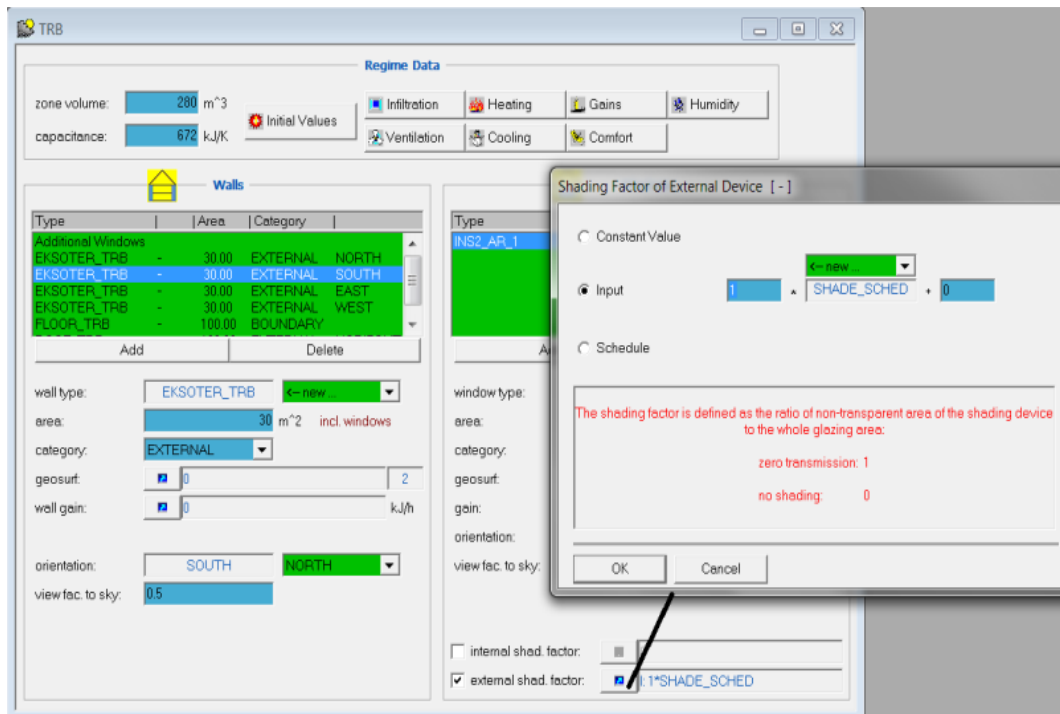 TRB
Regime Data
zone volume: 280 m^3
capacitance: 672 kJ/K
Initial Values
Infiltration Heating Gains Humidity
Ventilation Cooling Comfort
Walls
Type | | Area | Category |
Additional Windows
EKSOTER_TRB - 30.00 EXTERNAL NORTH
EKSOTER_TRB - 30.00 EXTERNAL SOUTH
EKSOTER_TRB - 30.00 EXTERNAL EAST
EKSOTER_TRB - 30.00 EXTERNAL WEST
FLOOR_TRB - 100.00 BOUNDARY
Add Delete
wall type: EKSOTER_TRB <-- new ...
area: 30 m^2 incl. windows
category: EXTERNAL
geosurf: 0 2
wall gain: 0 kJ/h
orientation: SOUTH NORTH
view fac. to sky: 0.5
Type
INS2_AR_1
window type:
area:
category:
geosurf:
gain:
orientation:
view fac. to sky:
internal shad. factor:
external shad. factor: I: 1*SHADE_SCHED
Shading Factor of External Device [ - ]
Constant Value
<-- new ...
Input 1 * SHADE_SCHED + 0
Schedule
The shading factor is defined as the ratio of non-transparent area of the shading device
to the whole glazing area:
zero transmission: 1
no shading: 0
OK Cancel